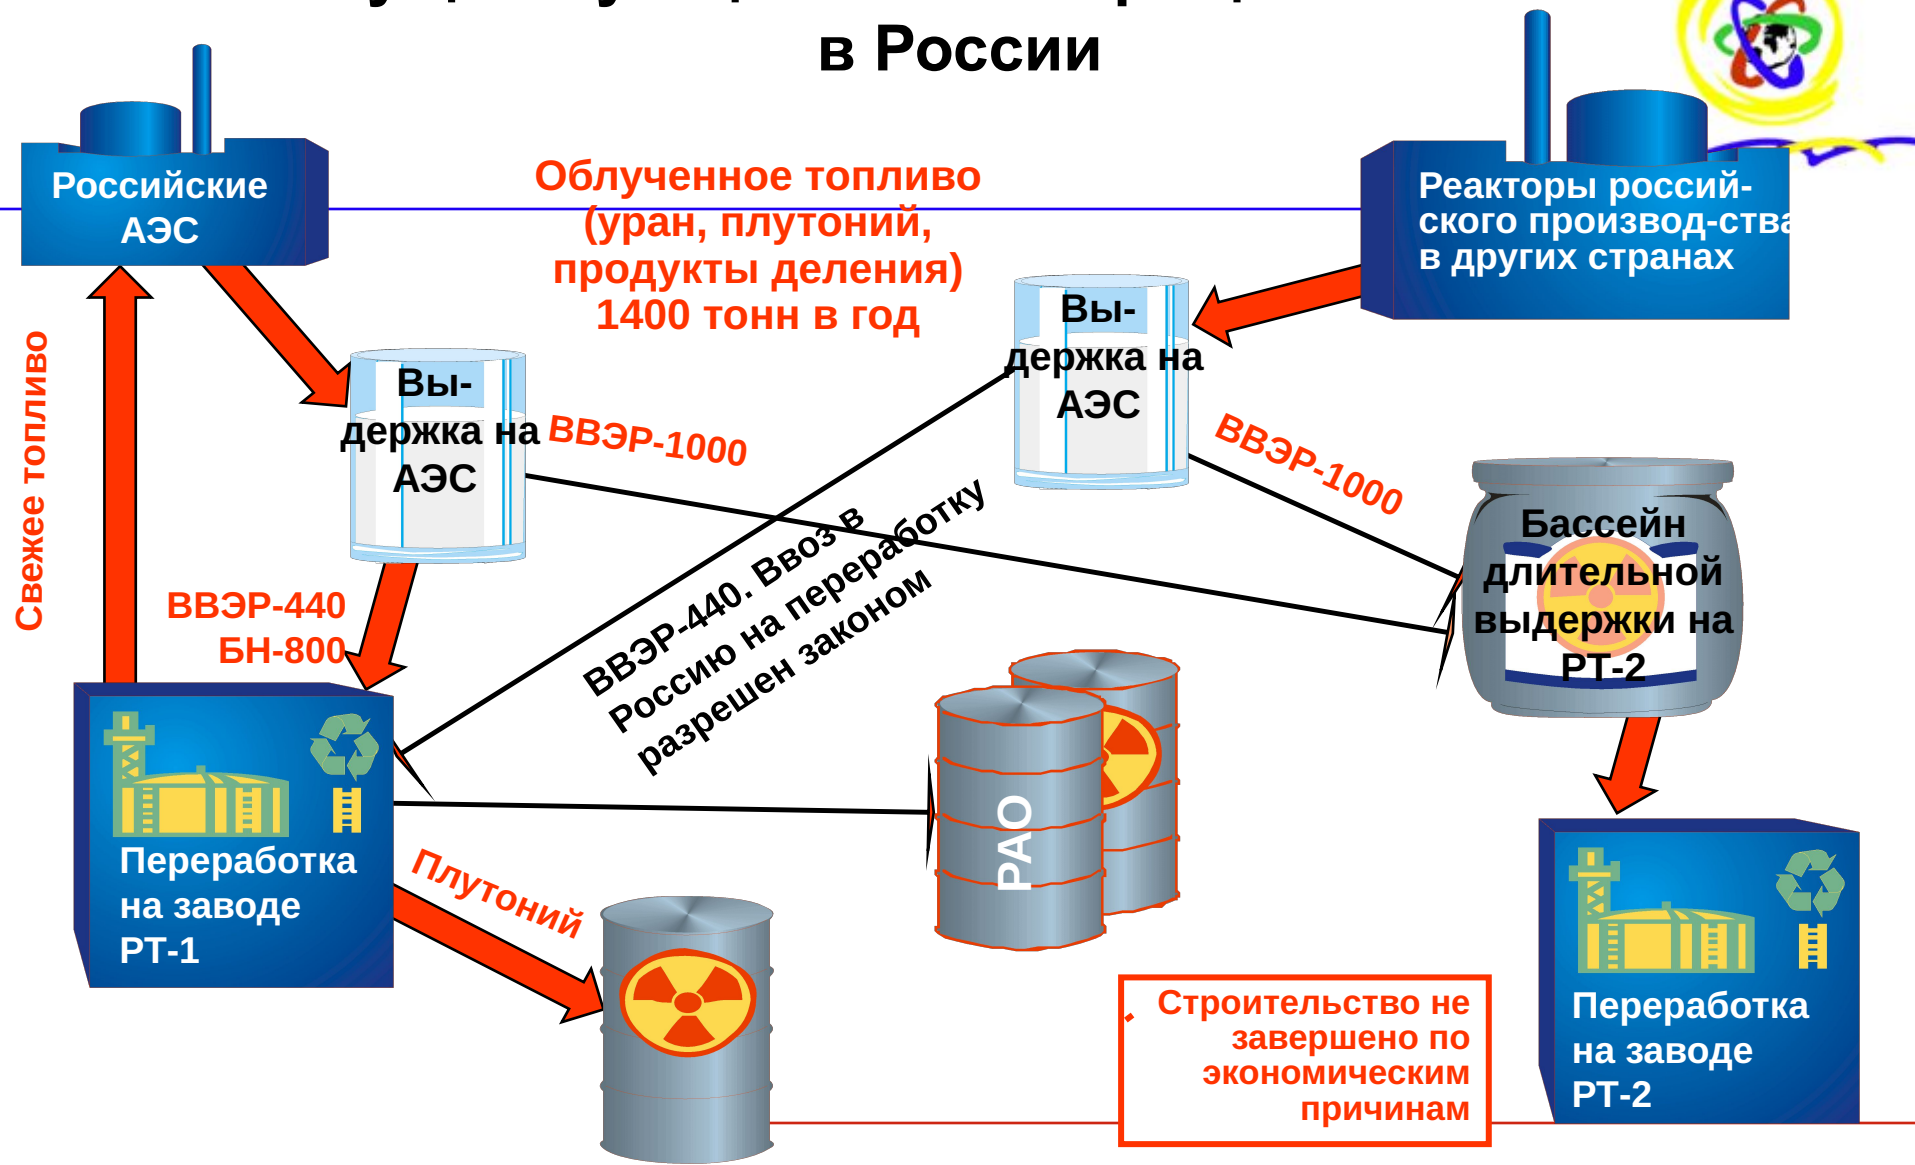 в России
Российские
АЭС
Облученное топливо
(уран, плутоний,
продукты деления)
1400 тонн в год
Реакторы россий-
ского производ-ства
в других странах
Вы-
держка на
АЭС
Вы-
держка на
АЭС
Свежее топливо
ВВЭР-1000
ВВЭР-1000
ВВЭР-440
БН-800
ВВЭР-440. Ввоз в
Россию на переработку
разрешен законом
Бассейн
длительной
выдержки на
РТ-2
РАО
Переработка
на заводе
РТ-1
Плутоний
Строительство не
завершено по
экономическим
причинам
Переработка
на заводе
РТ-2